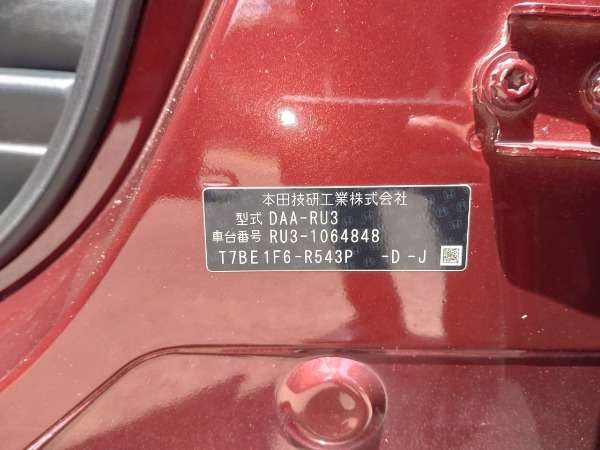 本田技研工業株式会社
型式 DAA-RU3
車台番号 RU3-1064848
T7BE1F6-R543P -D -J